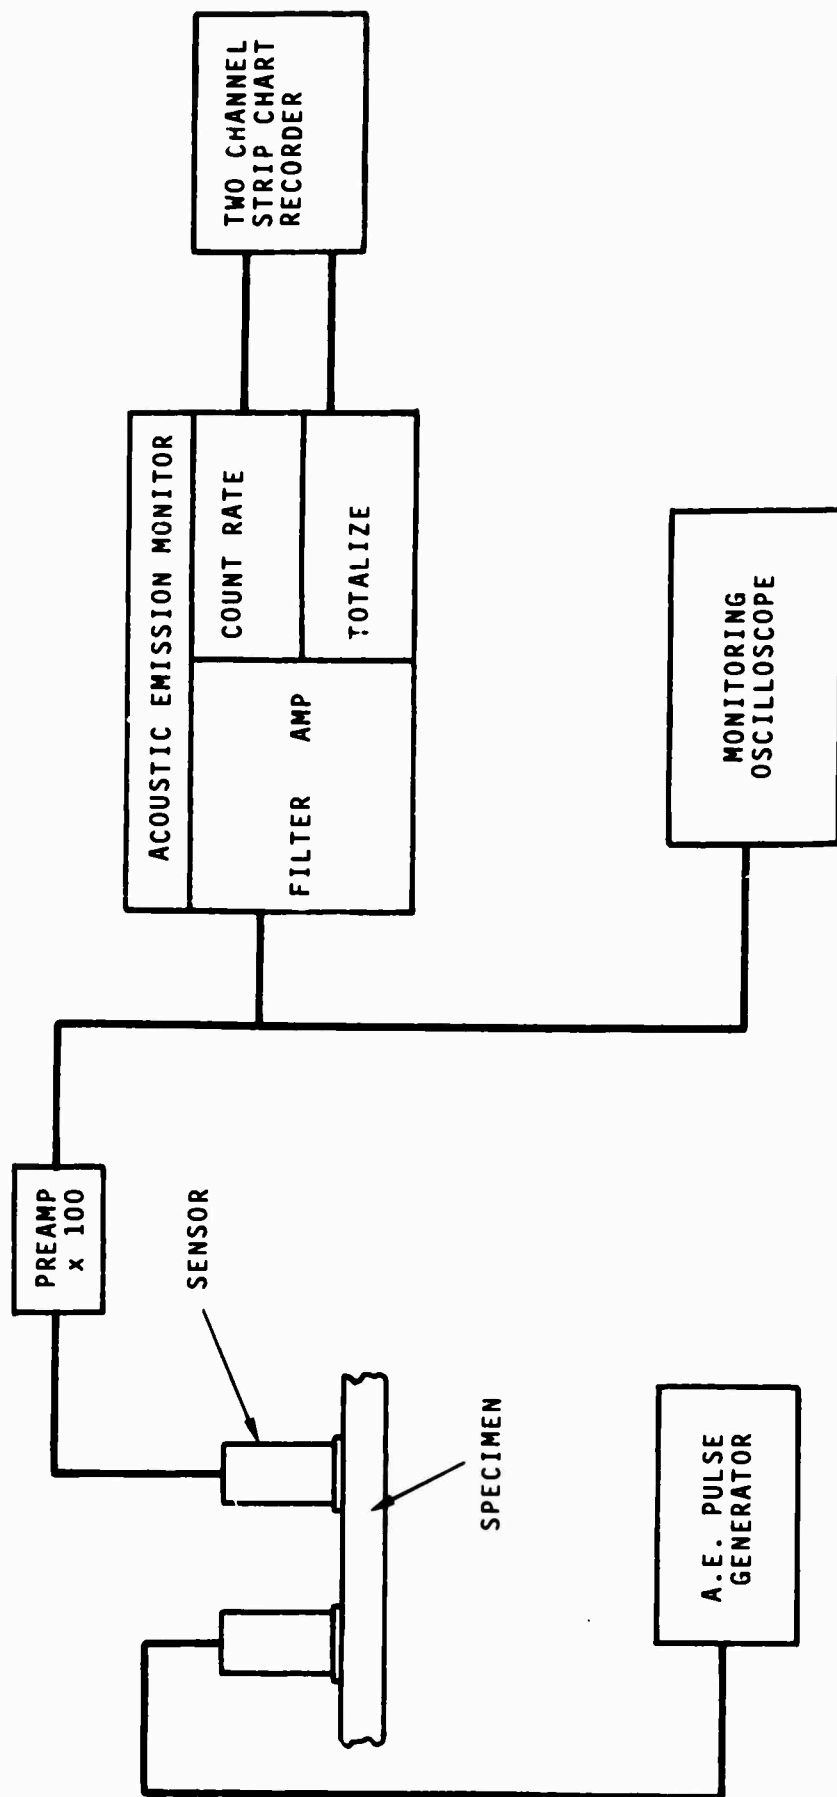 PREAMP
x 100
SENSOR
SPECIMEN
A.E. PULSE
GENERATOR
ACOUSTIC EMISSION MONITOR
FILTER AMP
COUNT RATE
TOTALIZE
TWO CHANNEL
STRIP CHART
RECORDER
MONITORING
OSCILLOSCOPE